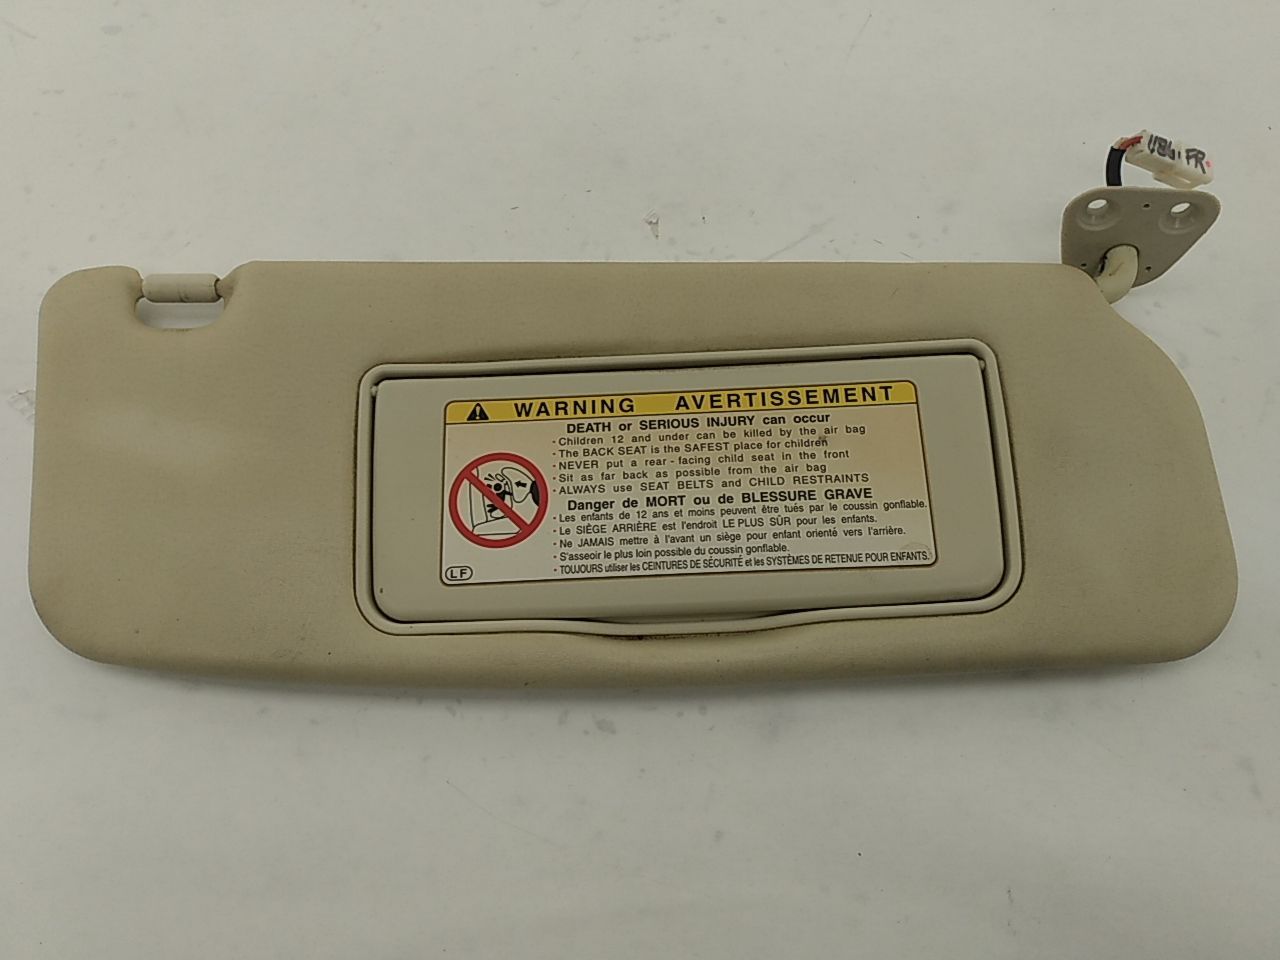 WARNING AVERTISSEMENT
DEATH or SERIOUS INJURY can occur
• Children 12 and under can be killed by the air bag
• The BACK SEAT is the SAFEST place for children
• NEVER put a rear-facing child seat in the front
• Sit as far back as possible from the air bag
• ALWAYS use SEAT BELTS and CHILD RESTRAINTS
Danger de MORT ou de BLESSURE GRAVE
• Les enfants de 12 ans et moins peuvent être tués par le coussin gonflable.
• Le SIÈGE ARRIÈRE est l'endroit LE PLUS SÛR pour les enfants.
• Ne JAMAIS mettre à l'avant un siège pour enfant orienté vers l'arrière.
• S'asseoir le plus loin possible du coussin gonflable.
• TOUJOURS utiliser les CEINTURES DE SÉCURITÉ et les SYSTÈMES DE RETENUE POUR ENFANTS.
LF
FR